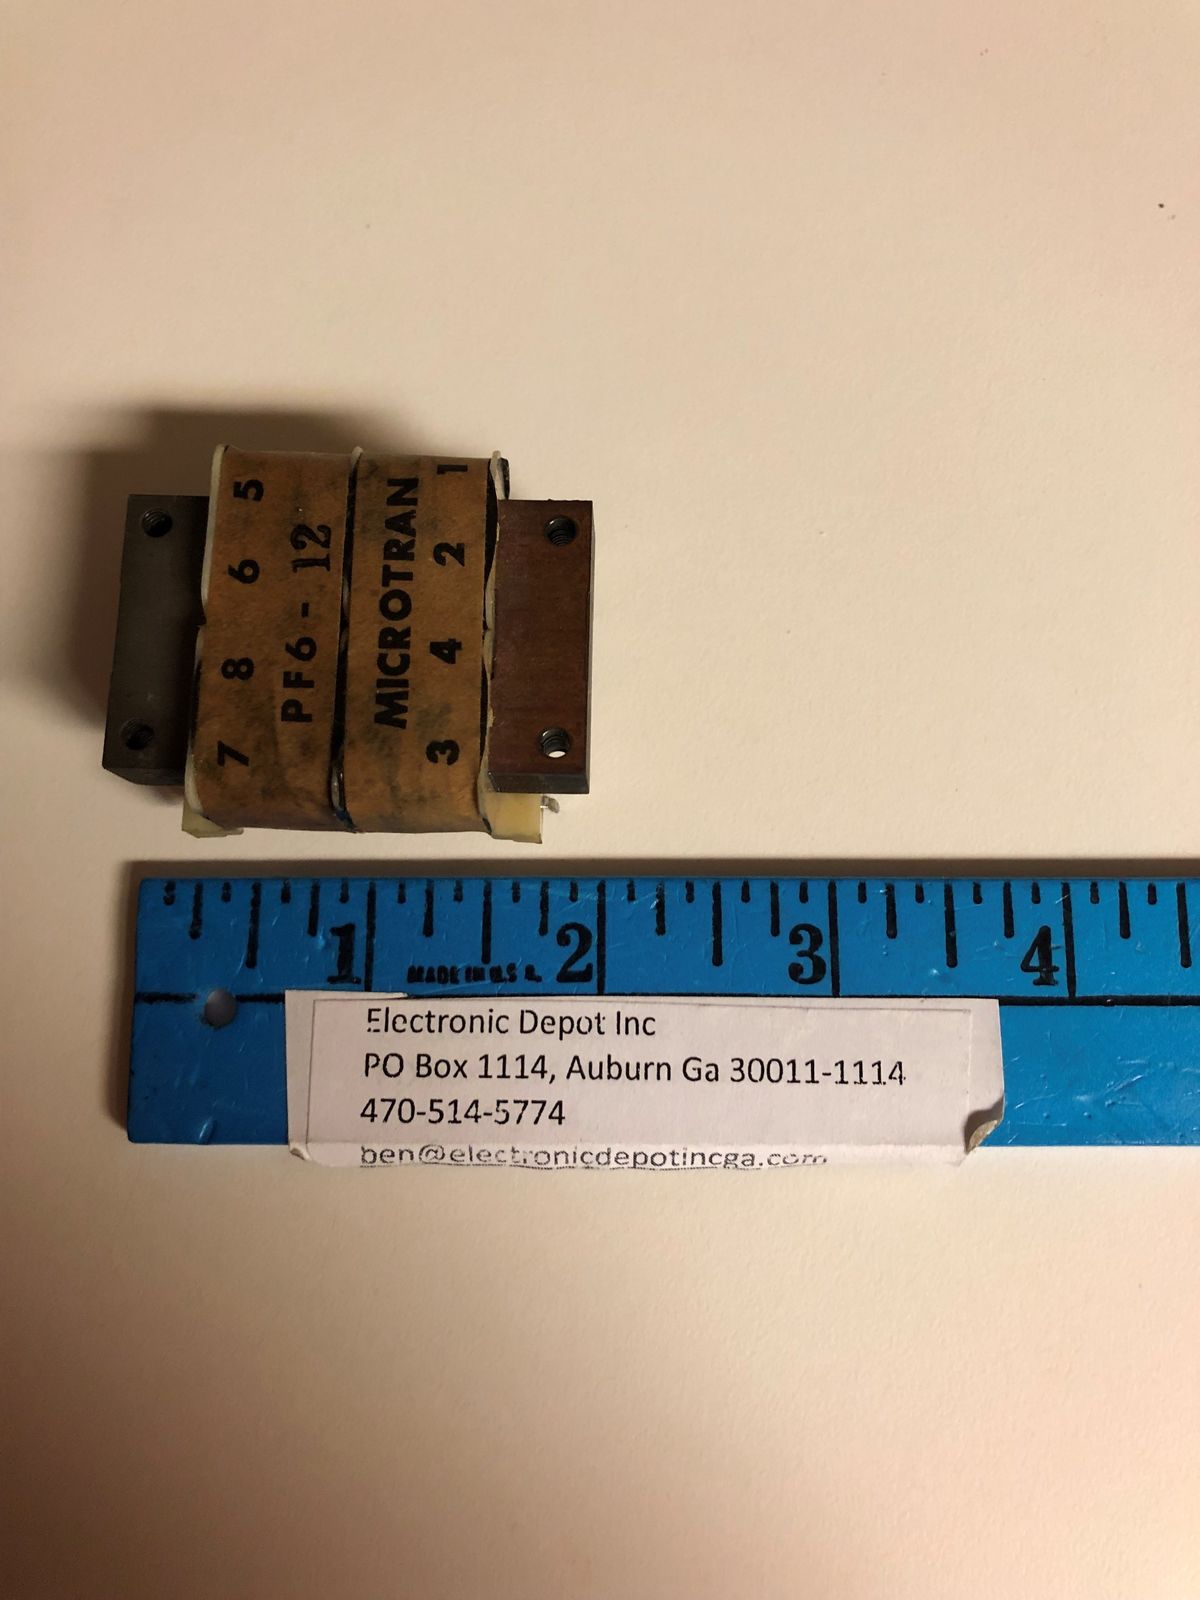 5 6 8 7
PF6-12
MICROTRAN
1 2 4 3
1 2 3 4
MADE IN U.S.A.
Electronic Depot Inc
PO Box 1114, Auburn Ga 30011-1114
470-514-5774
ben@electronicdepotincga.com